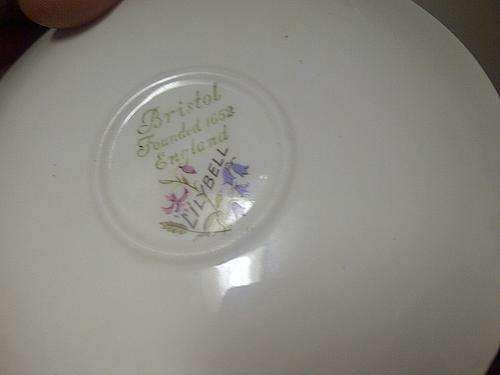 Bristol
Founded 1652
England
LILYBELL